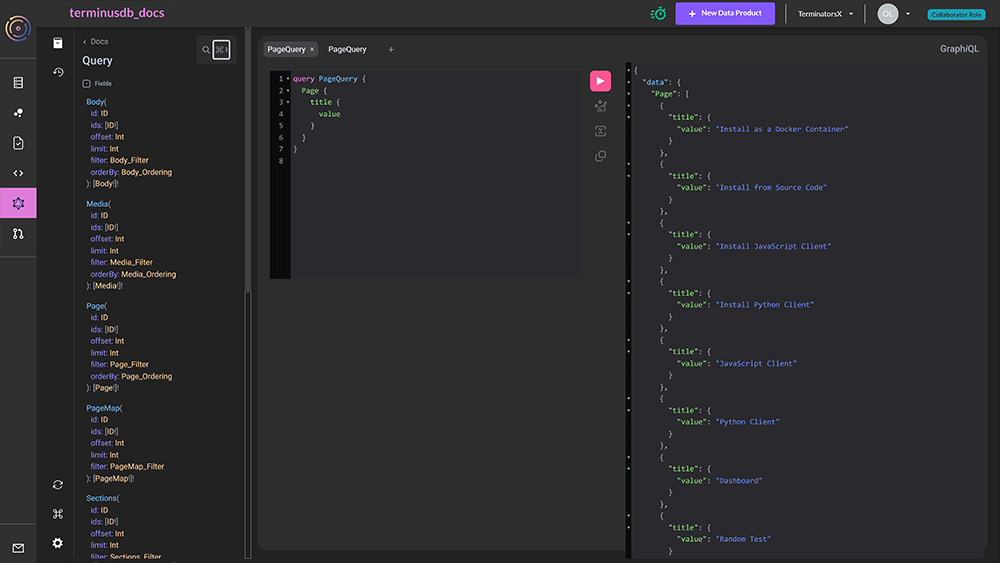 terminusdb_docs
+ New Data Product
TerminatorsX
OL
Collaborator Role
Docs
Query
Fields
Body(
id: ID
ids: [ID!]
offset: Int
limit: Int
filter: Body_Filter
orderBy: Body_Ordering
): [Body!]!
Media(
id: ID
ids: [ID!]
offset: Int
limit: Int
filter: Media_Filter
orderBy: Media_Ordering
): [Media!]!
Page(
id: ID
ids: [ID!]
offset: Int
limit: Int
filter: Page_Filter
orderBy: Page_Ordering
): [Page!]!
PageMap(
id: ID
ids: [ID!]
offset: Int
limit: Int
filter: PageMap_Filter
): [PageMap!]!
Sections(
id: ID
ids: [ID!]
offset: Int
limit: Int
filter: Sections_Filter
PageQuery × PageQuery +
GraphiQL
1 query PageQuery {
2 Page {
3 title {
4 value
5 }
6 }
7 }
8
{
"data": {
"Page": [
{
"title": {
"value": "Install as a Docker Container"
}
},
{
"title": {
"value": "Install from Source Code"
}
},
{
"title": {
"value": "Install JavaScript Client"
}
},
{
"title": {
"value": "Install Python Client"
}
},
{
"title": {
"value": "JavaScript Client"
}
},
{
"title": {
"value": "Python Client"
}
},
{
"title": {
"value": "Dashboard"
}
},
{
"title": {
"value": "Random Test"
}